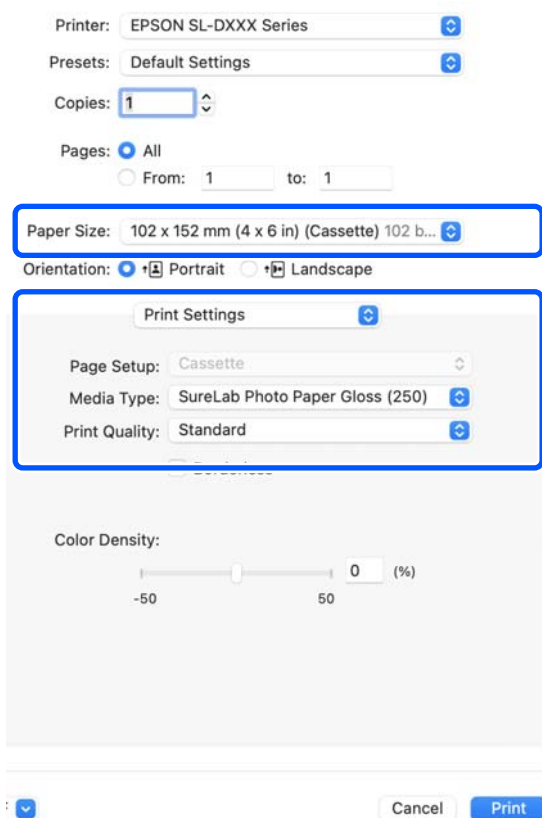 Printer: EPSON SL-DXXX Series
Presets: Default Settings
Copies: 1
Pages: All
From: 1 to: 1
Paper Size: 102 x 152 mm (4 x 6 in) (Cassette) 102 b...
Orientation: Portrait Landscape
Print Settings
Page Setup: Cassette
Media Type: SureLab Photo Paper Gloss (250)
Print Quality: Standard
Color Density:
0 (%)
-50 50
Cancel Print